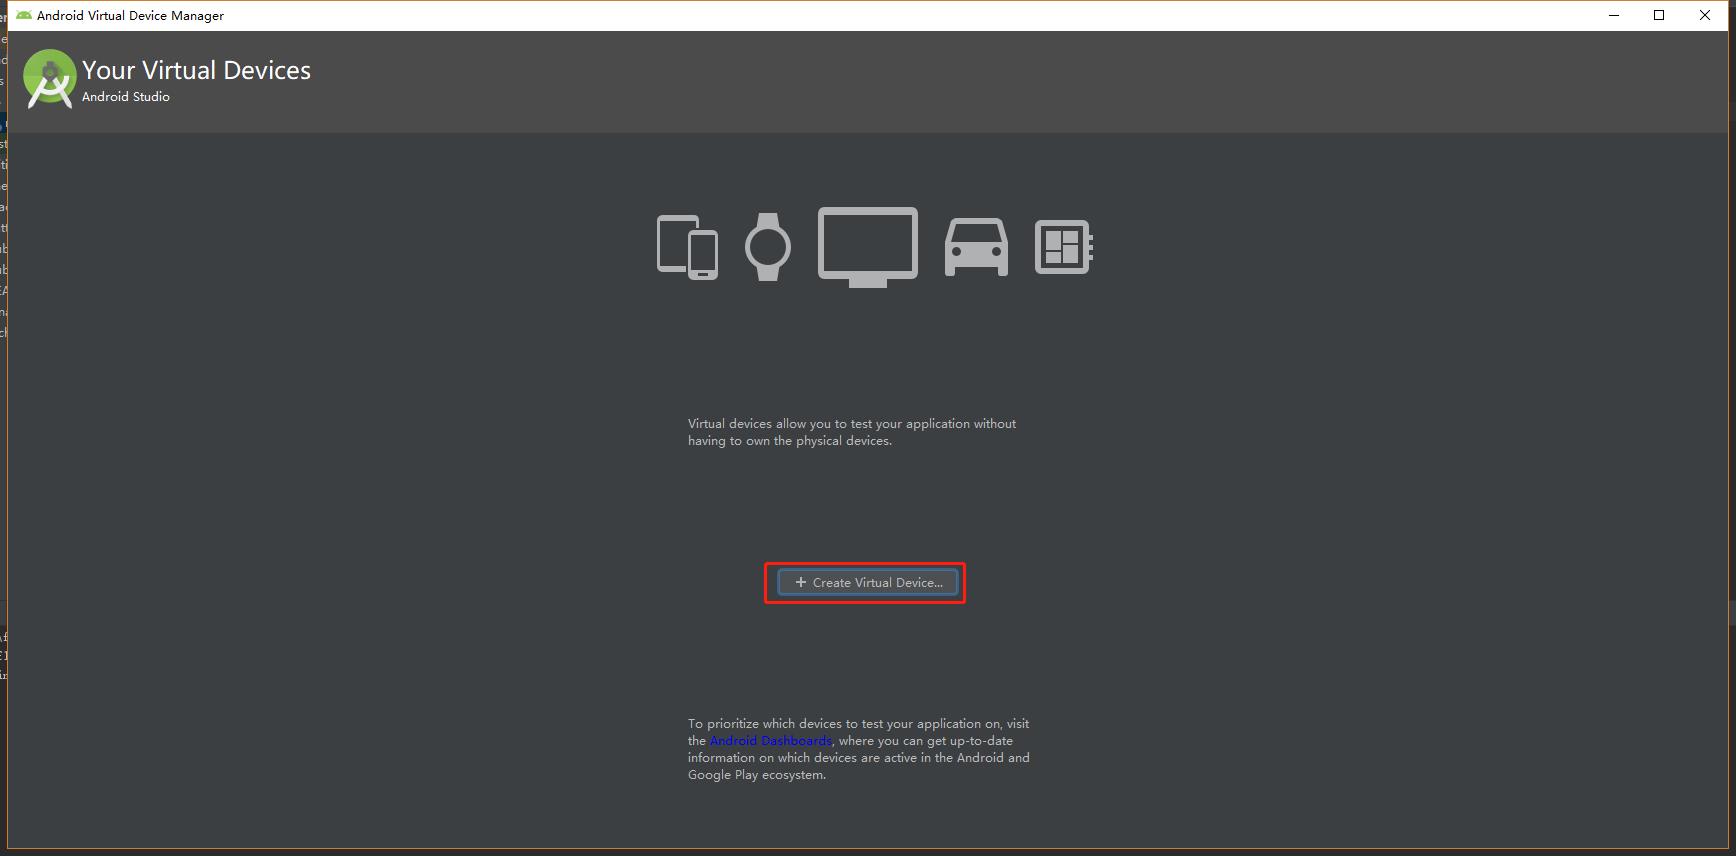 Android Virtual Device Manager
Your Virtual Devices
Android Studio
Virtual devices allow you to test your application without
having to own the physical devices.
+ Create Virtual Device...
To prioritize which devices to test your application on, visit
the Android Dashboards, where you can get up-to-date
information on which devices are active in the Android and
Google Play ecosystem.